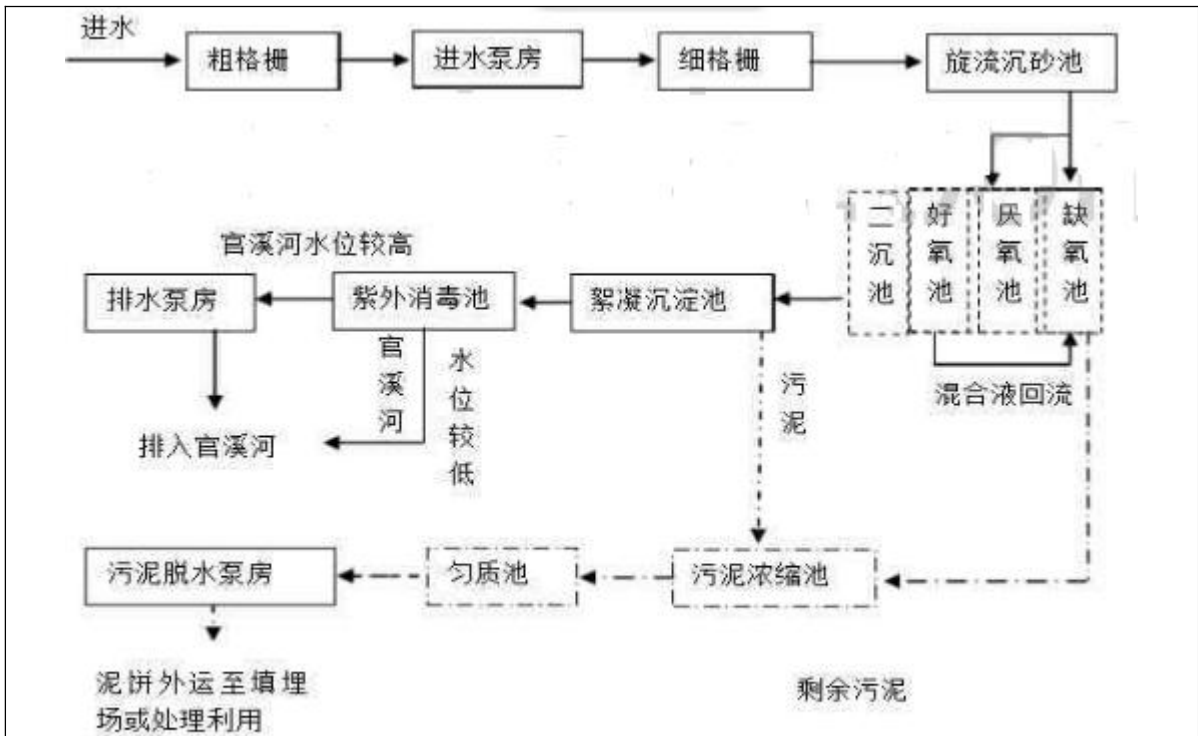 进水
粗格栅
进水泵房
细格栅
旋流沉砂池
二沉池
好氧池
厌氧池
缺氧池
官溪河水位较高
排水泵房
紫外消毒池
絮凝沉淀池
混合液回流
官溪河
水位较低
污泥
排入官溪河
污泥脱水泵房
匀质池
污泥浓缩池
泥饼外运至填埋
场或处理利用
剩余污泥